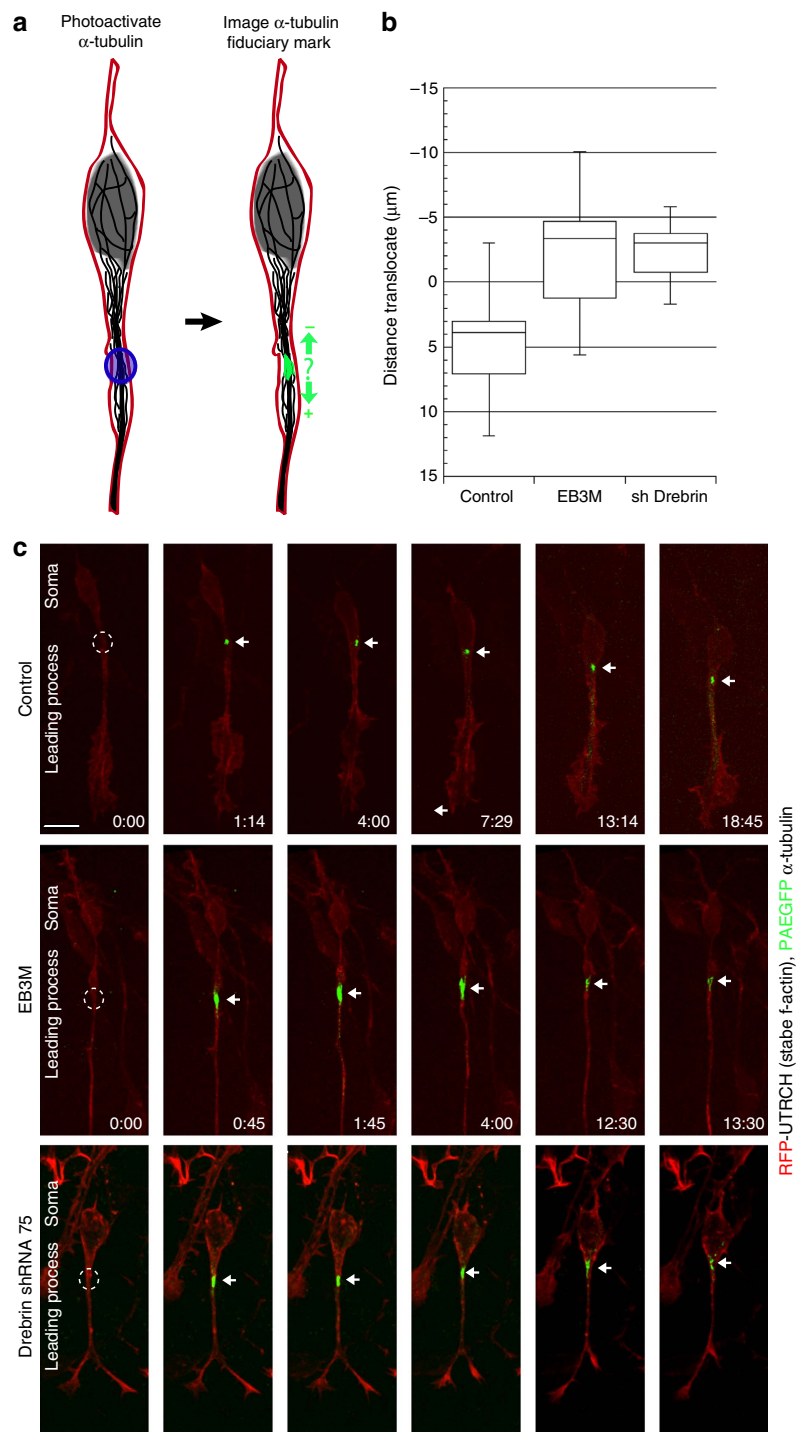 a
Photoactivate
α-tubulin
Image α-tubulin
fiduciary mark
–
?
+
b
Distance translocate (μm)
–15
–10
–5
0
5
10
15
Control
EB3M
sh Drebrin
c
Control
Leading process
Soma
0:00
1:14
4:00
7:29
13:14
18:45
EB3M
Leading process
Soma
0:00
0:45
1:45
4:00
12:30
13:30
Drebrin shRNA 75
Leading process
Soma
RFP-UTRCH (stabe f-actin), PAEGFP α-tubulin